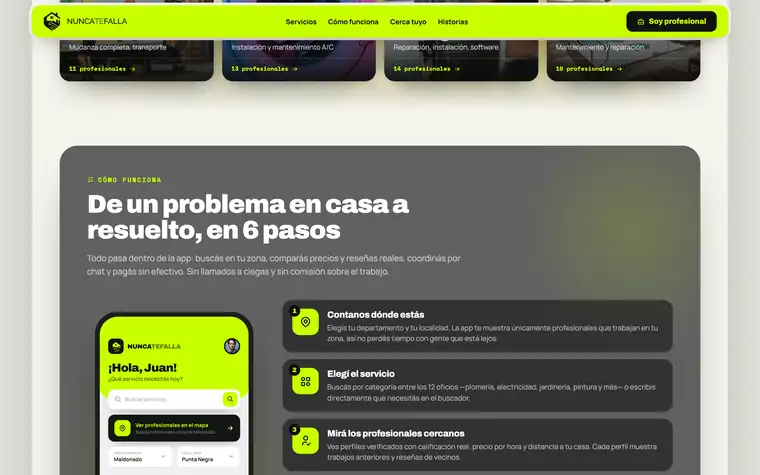 NUNCATEFALLA
Servicios
Cómo funciona
Cerca tuyo
Historias
Soy profesional
Mudanza completa, transporte
Instalación y mantenimiento A/C
Reparación, instalación, software
Mantenimiento y reparación
11 profesionales →
13 profesionales →
14 profesionales →
10 profesionales →
CÓMO FUNCIONA
De un problema en casa a
resuelto, en 6 pasos
Todo pasa dentro de la app: buscás en tu zona, comparás precios y reseñas reales, coordinás por
chat y pagás sin efectivo. Sin llamados a ciegas y sin comisión sobre el trabajo.
NUNCATEFALLA
¡Hola, Juan!
¿Qué servicio necesitás hoy?
Buscar servicios
Ver profesionales en el mapa
Maldonado
Punta Negra
1
Contanos dónde estás
Elegís tu departamento y tu localidad. La app te muestra únicamente profesionales que trabajan en tu
zona, así no perdés tiempo con gente que está lejos.
2
Elegí el servicio
Buscás por categoría entre los 12 oficios —plomería, electricidad, jardinería, pintura y más— o escribís
directamente qué necesitás en el buscador.
3
Mirá los profesionales cercanos
Ves perfiles verificados con calificación real, precio por hora y distancia a tu casa. Cada perfil muestra
trabajos anteriores y reseñas de vecinos.